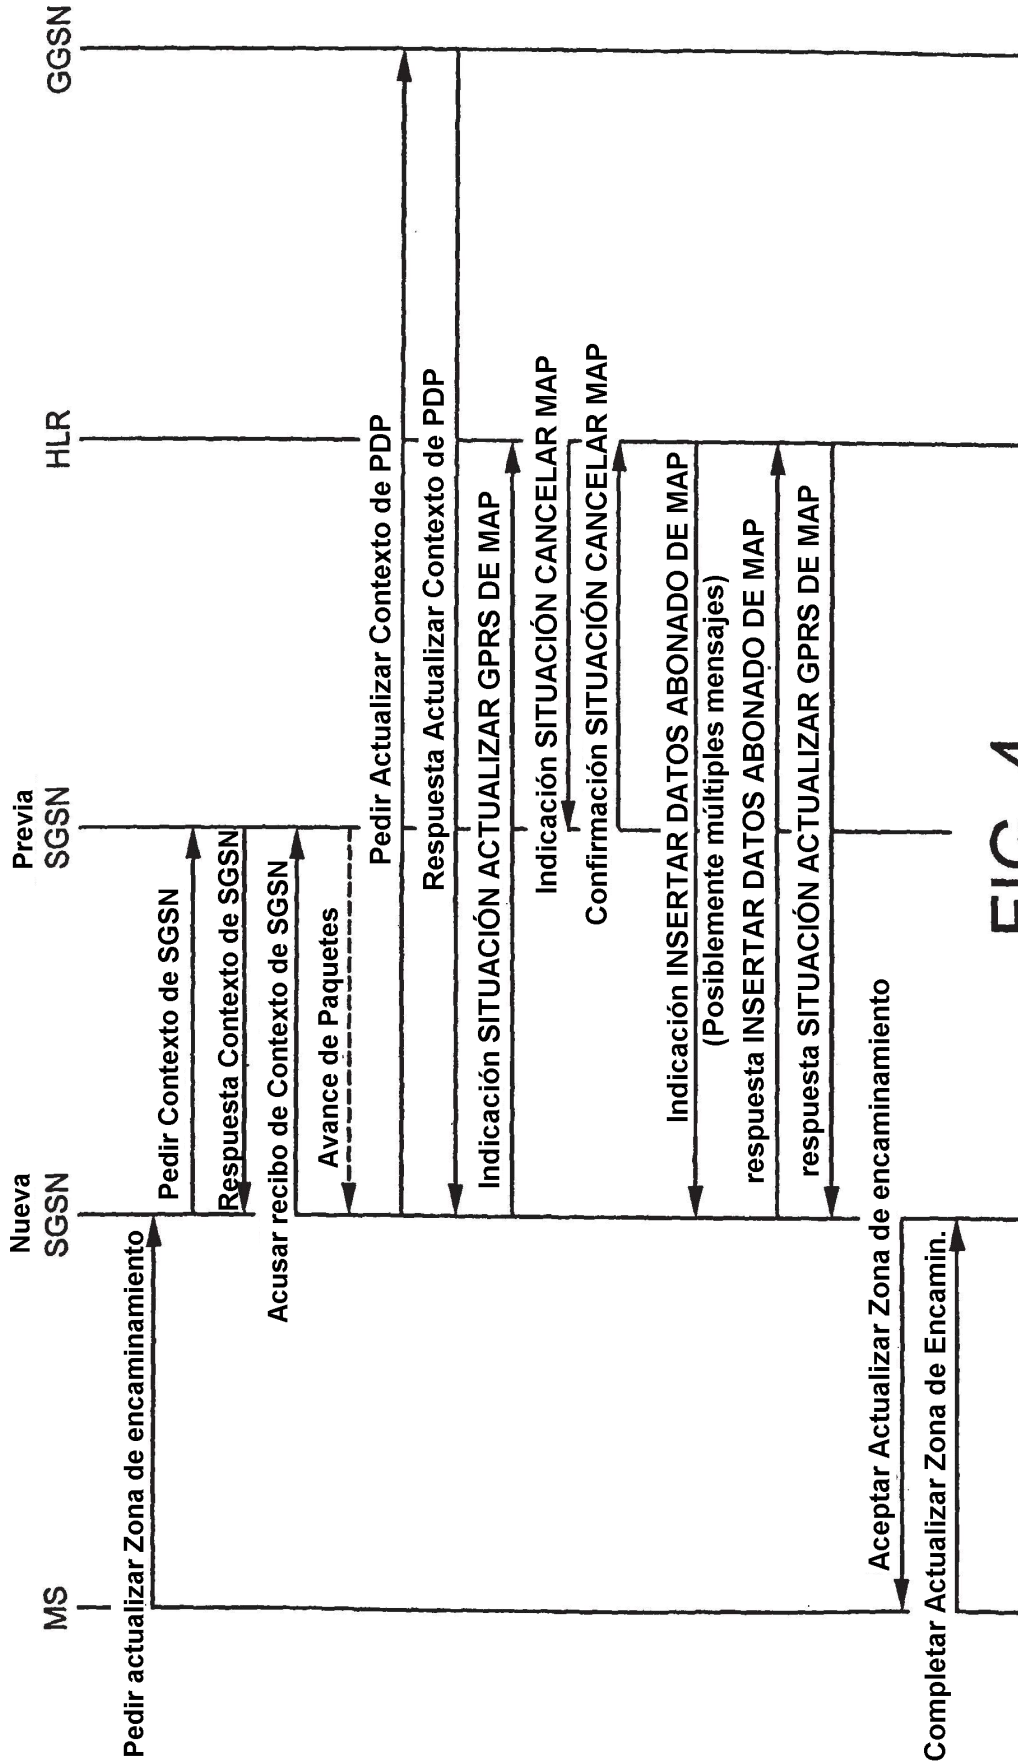 MS
Nueva
SGSN
Previa
SGSN
HLR
GGSN
Pedir actualizar Zona de encaminamiento
Pedir Contexto de SGSN
Respuesta Contexto de SGSN
Acusar recibo de Contexto de SGSN
Avance de Paquetes
Pedir Actualizar Contexto de PDP
Respuesta Actualizar Contexto de PDP
Indicación SITUACIÓN ACTUALIZAR GPRS DE MAP
Indicación SITUACIÓN CANCELAR MAP
Confirmación SITUACIÓN CANCELAR MAP
Indicación INSERTAR DATOS ABONADO DE MAP
(Posiblemente múltiples mensajes)
respuesta INSERTAR DATOS ABONADO DE MAP
respuesta SITUACIÓN ACTUALIZAR GPRS DE MAP
Aceptar Actualizar Zona de encaminamiento
Completar Actualizar Zona de Encamin.